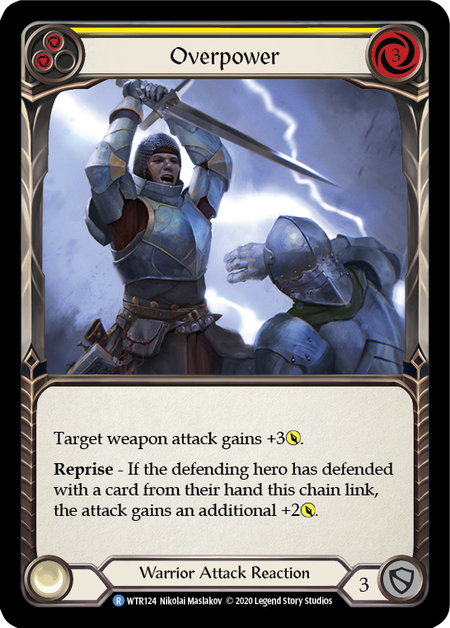 Overpower
3
Target weapon attack gains +3.
Reprise - If the defending hero has defended
with a card from their hand this chain link,
the attack gains an additional +2.
Warrior Attack Reaction
3
R WTR124 Nikolai Maslakov © 2020 Legend Story Studios